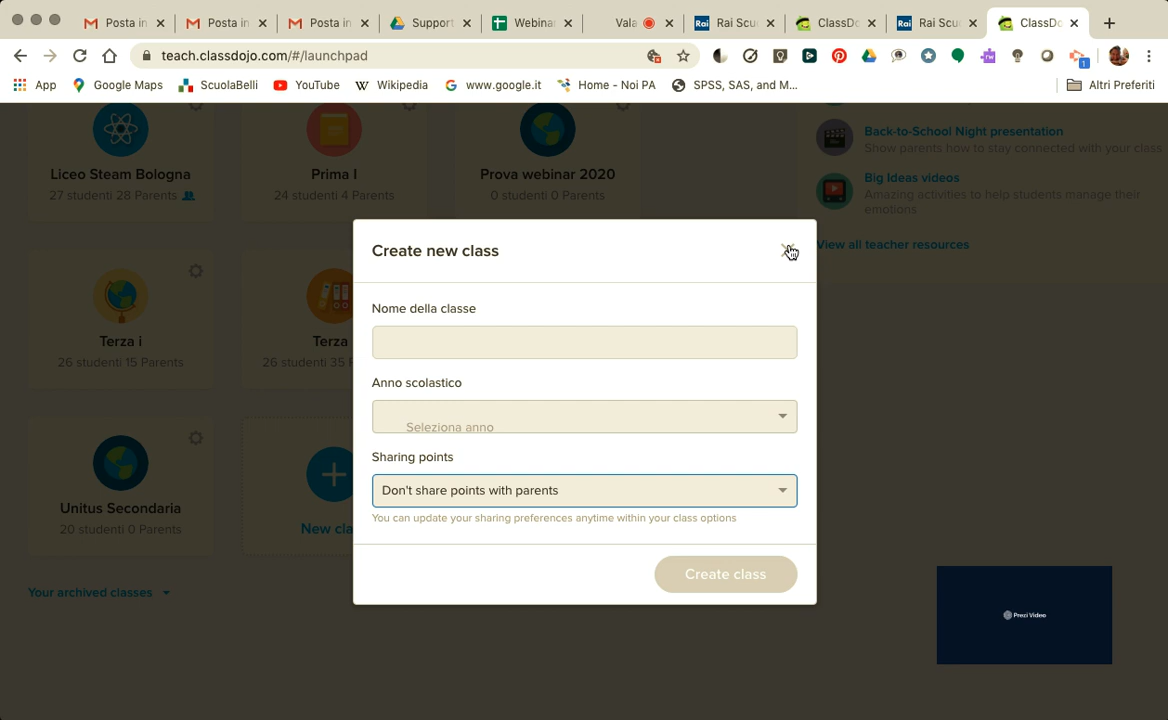 Posta in
Posta in
Posta in
Support
Webina
Vala
Rai Scu
ClassDo
Rai Scu
ClassD
teach.classdojo.com/#/launchpad
App
Google Maps
ScuolaBelli
YouTube
Wikipedia
www.google.it
Home - Noi PA
SPSS, SAS, and M...
Altri Preferiti
Liceo Steam Bologna
27 studenti 28 Parents
Prima I
24 studenti 4 Parents
Prova webinar 2020
0 studenti 0 Parents
Back-to-School Night presentation
Show parents how to stay connected with your class
Big Ideas videos
Amazing activities to help students manage their
emotions
View all teacher resources
Terza i
26 studenti 15 Parents
Terza
26 studenti 35
Unitus Secondaria
20 studenti 0 Parents
New cla
Your archived classes
Create new class
Nome della classe
Anno scolastico
Seleziona anno
Sharing points
Don't share points with parents
You can update your sharing preferences anytime within your class options
Create class
Prezi Video